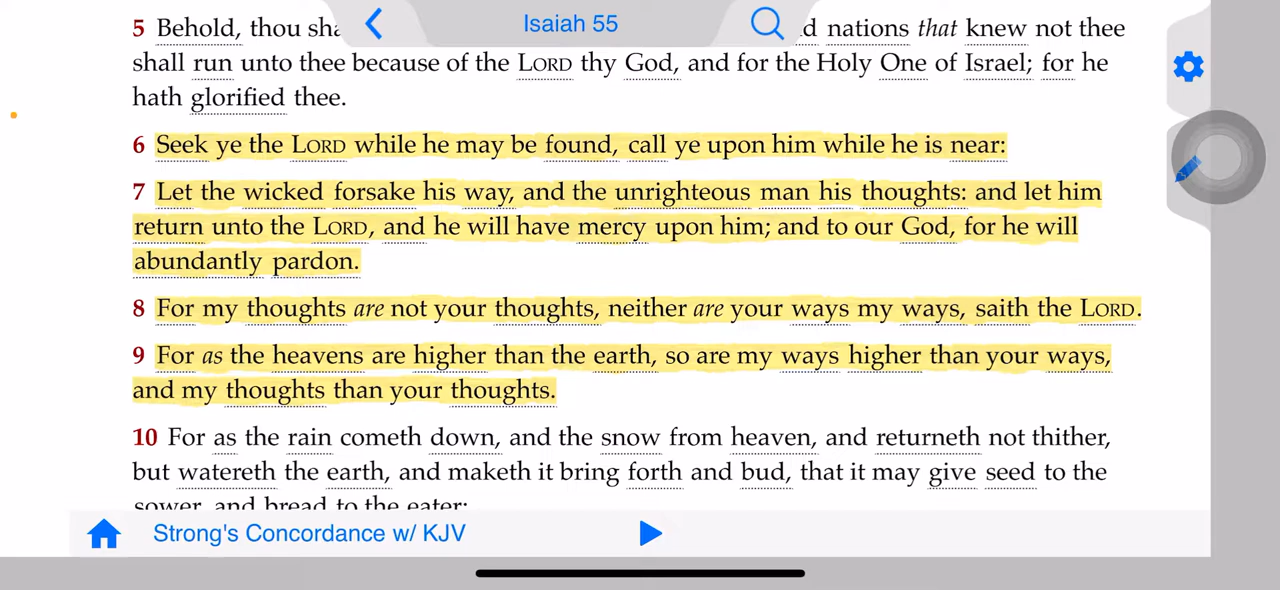 Isaiah 55
5 Behold, thou nations that knew not thee
shall run unto thee because of the LORD thy God, and for the Holy One of Israel; for he
hath glorified thee.
6 Seek ye the LORD while he may be found, call ye upon him while he is near:
7 Let the wicked forsake his way, and the unrighteous man his thoughts: and let him
return unto the LORD, and he will have mercy upon him; and to our God, for he will
abundantly pardon.
8 For my thoughts are not your thoughts, neither are your ways my ways, saith the LORD.
9 For as the heavens are higher than the earth, so are my ways higher than your ways,
and my thoughts than your thoughts.
10 For as the rain cometh down, and the snow from heaven, and returneth not thither,
but watereth the earth, and maketh it bring forth and bud, that it may give seed to the
sower, and bread to the eater:
Strong's Concordance w/ KJV